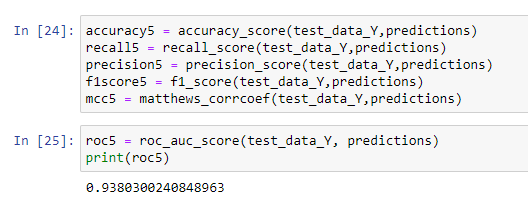 In [24]: accuracy5 = accuracy_score(test_data_Y,predictions)
recall5 = recall_score(test_data_Y,predictions)
precision5 = precision_score(test_data_Y,predictions)
f1score5 = f1_score(test_data_Y,predictions)
mcc5 = matthews_corrcoef(test_data_Y,predictions)
In [25]: roc5 = roc_auc_score(test_data_Y, predictions)
print(roc5)
0.9380300240848963